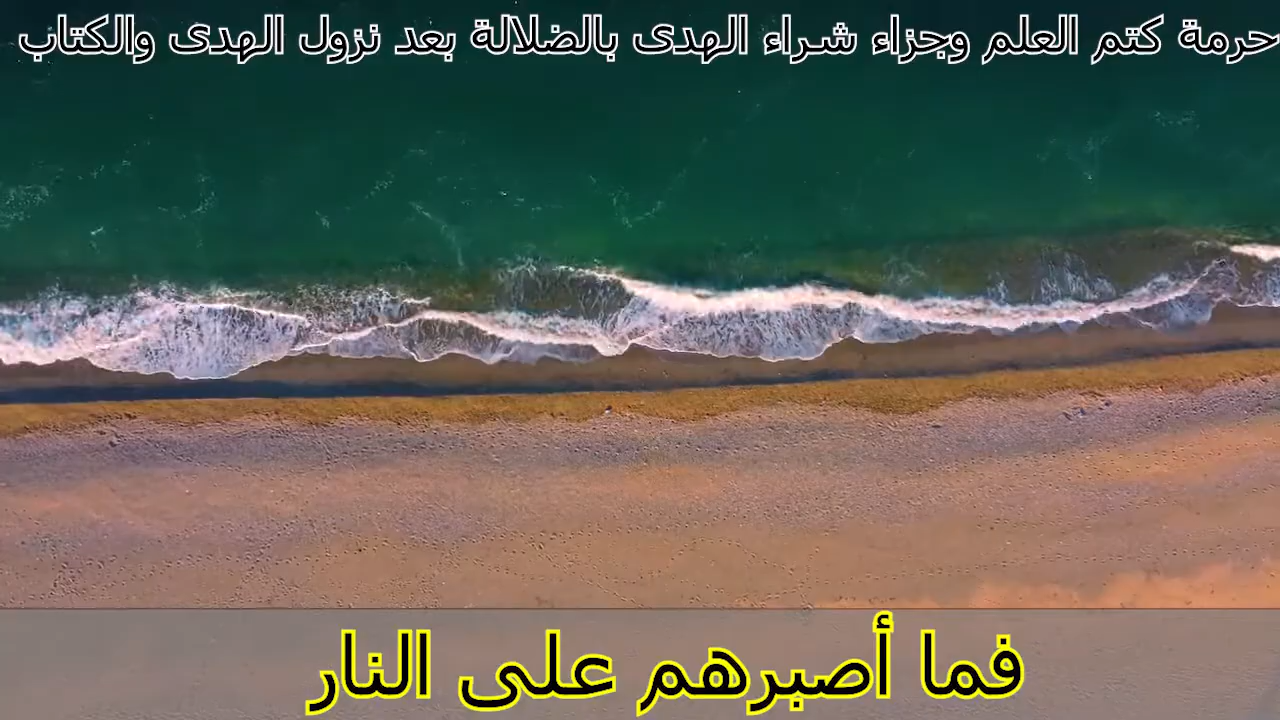 حرمة كتم العلم وجزاء شراء الهدى بالضلالة بعد نزول الهدى والكتاب
فما أصبرهم على النار